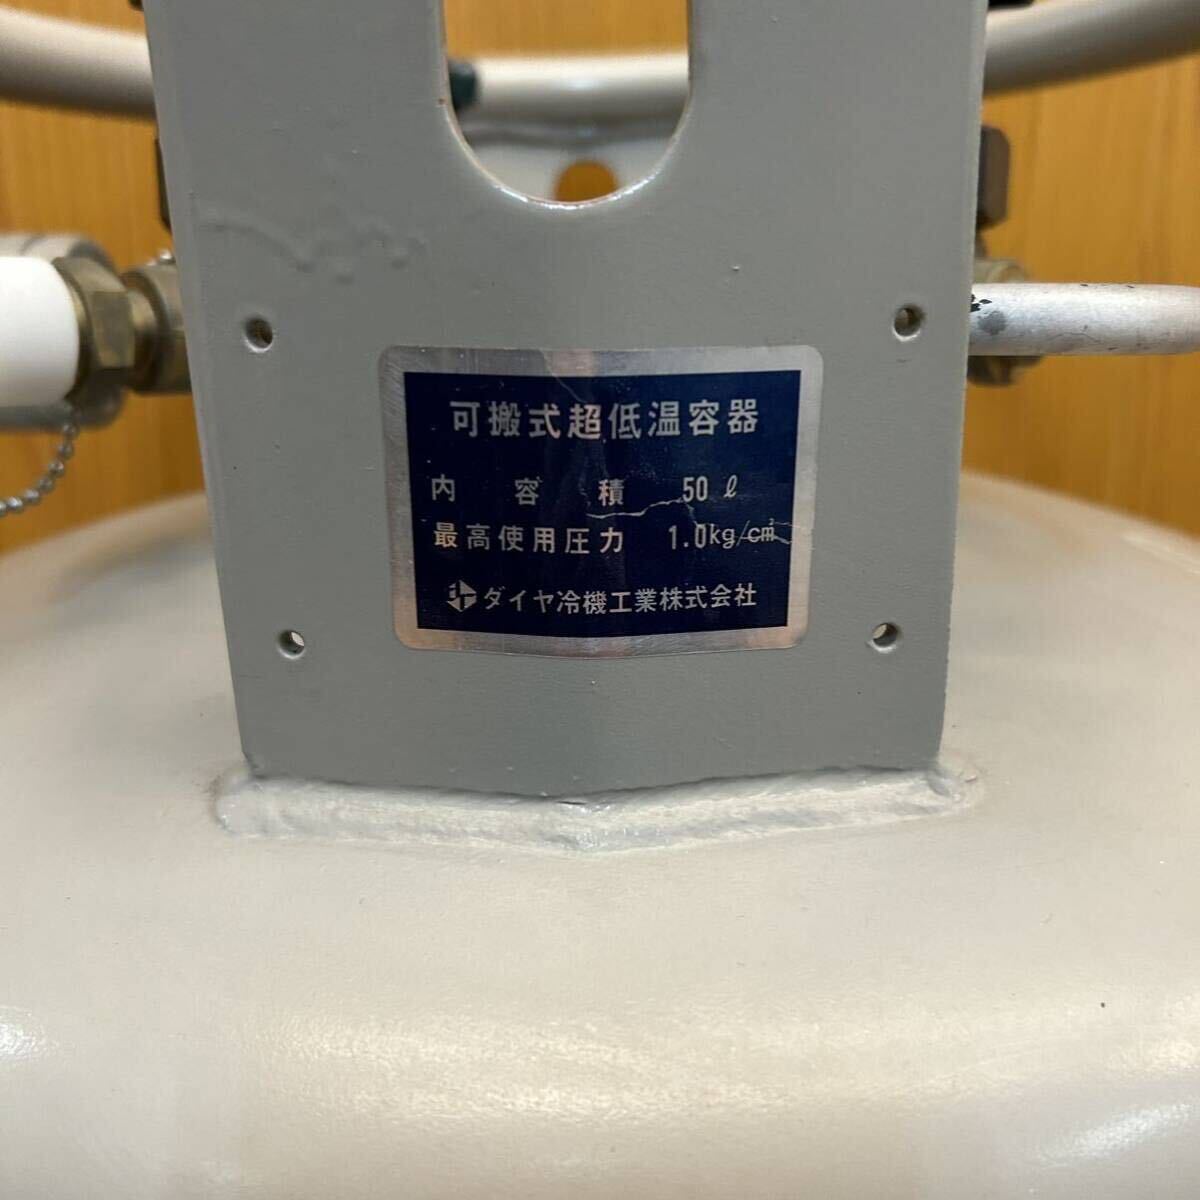 可搬式超低温容器
内容積 50ℓ
最高使用圧力 1.0kg/cm²
ダイヤ冷機工業株式会社